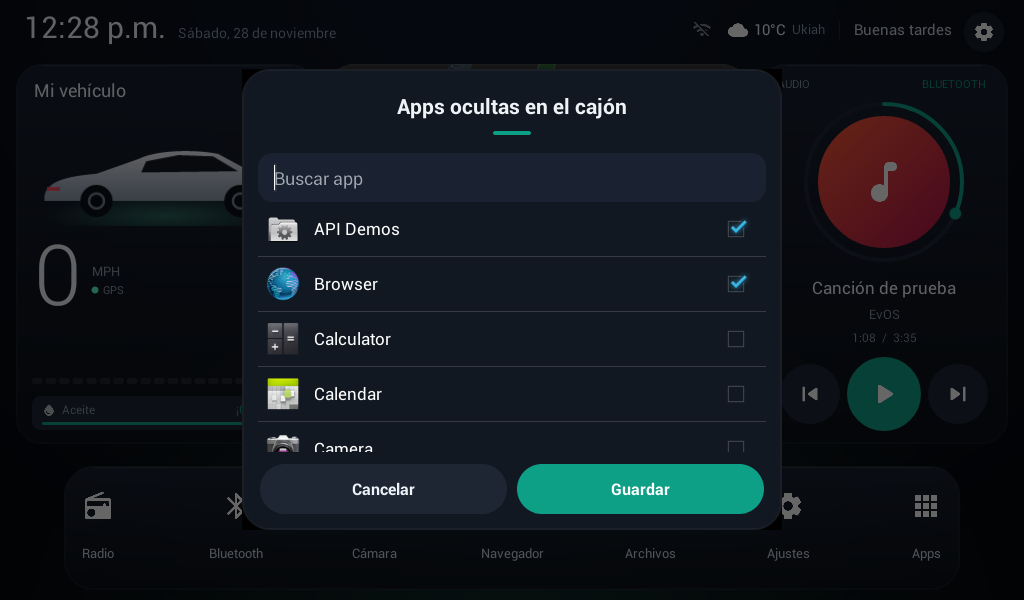 12:28 p.m.
Sábado, 28 de noviembre
10°C Ukiah
Buenas tardes
Mi vehículo
UDIO
BLUETOOTH
Apps ocultas en el cajón
Buscar app
API Demos
Browser
Calculator
Calendar
Camera
Cancelar
Guardar
0
MPH
GPS
Aceite
Canción de prueba
EvOS
1:08 / 3:35
Radio
Bluetooth
Cámara
Navegador
Archivos
Ajustes
Apps